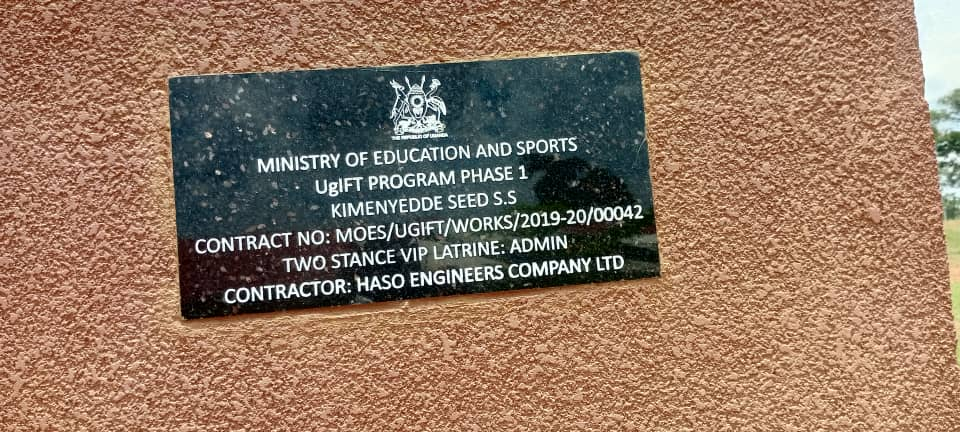 THE REPUBLIC OF UGANDA
MINISTRY OF EDUCATION AND SPORTS
UgIFT PROGRAM PHASE 1
KIMENYEDDE SEED S.S
CONTRACT NO: MOES/UGIFT/WORKS/2019-20/00042
TWO STANCE VIP LATRINE: ADMIN
CONTRACTOR: HASO ENGINEERS COMPANY LTD